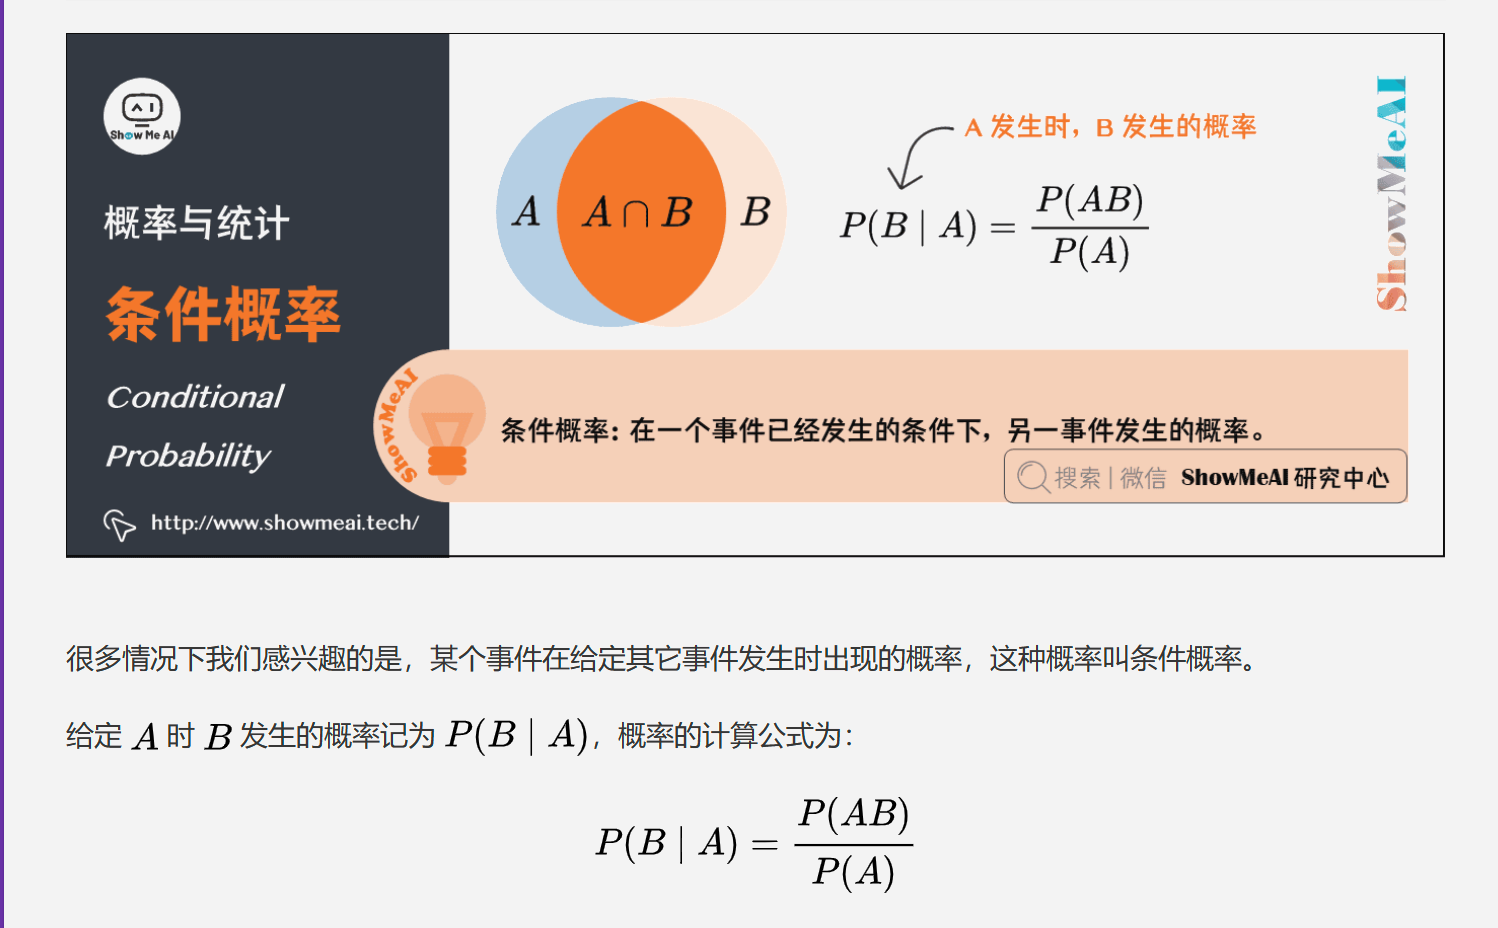 Show Me AI
概率与统计
条件概率
Conditional
Probability
http://www.showmeai.tech/
A
A ∩ B
B
A 发生时，B 发生的概率
P(B | A) = P(AB) / P(A)
ShowMeAI
ShowMeAI
条件概率：在一个事件已经发生的条件下，另一事件发生的概率。
搜索 | 微信 ShowMeAI 研究中心
很多情况下我们感兴趣的是，某个事件在给定其它事件发生时出现的概率，这种概率叫条件概率。
给定 A 时 B 发生的概率记为 P(B | A)，概率的计算公式为：
P(B | A) = P(AB) / P(A)